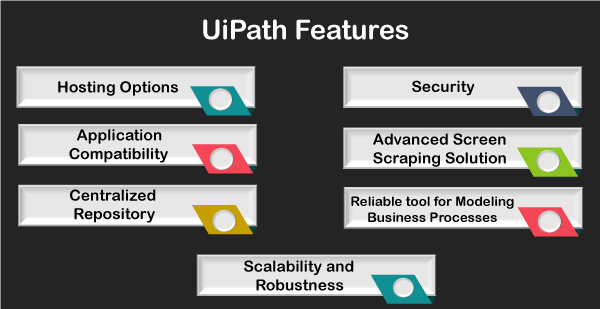 UiPath Features
Hosting Options
Security
Application
Compatibility
Advanced Screen
Scraping Solution
Centralized
Repository
Reliable tool for Modeling
Business Processes
Scalability and
Robustness